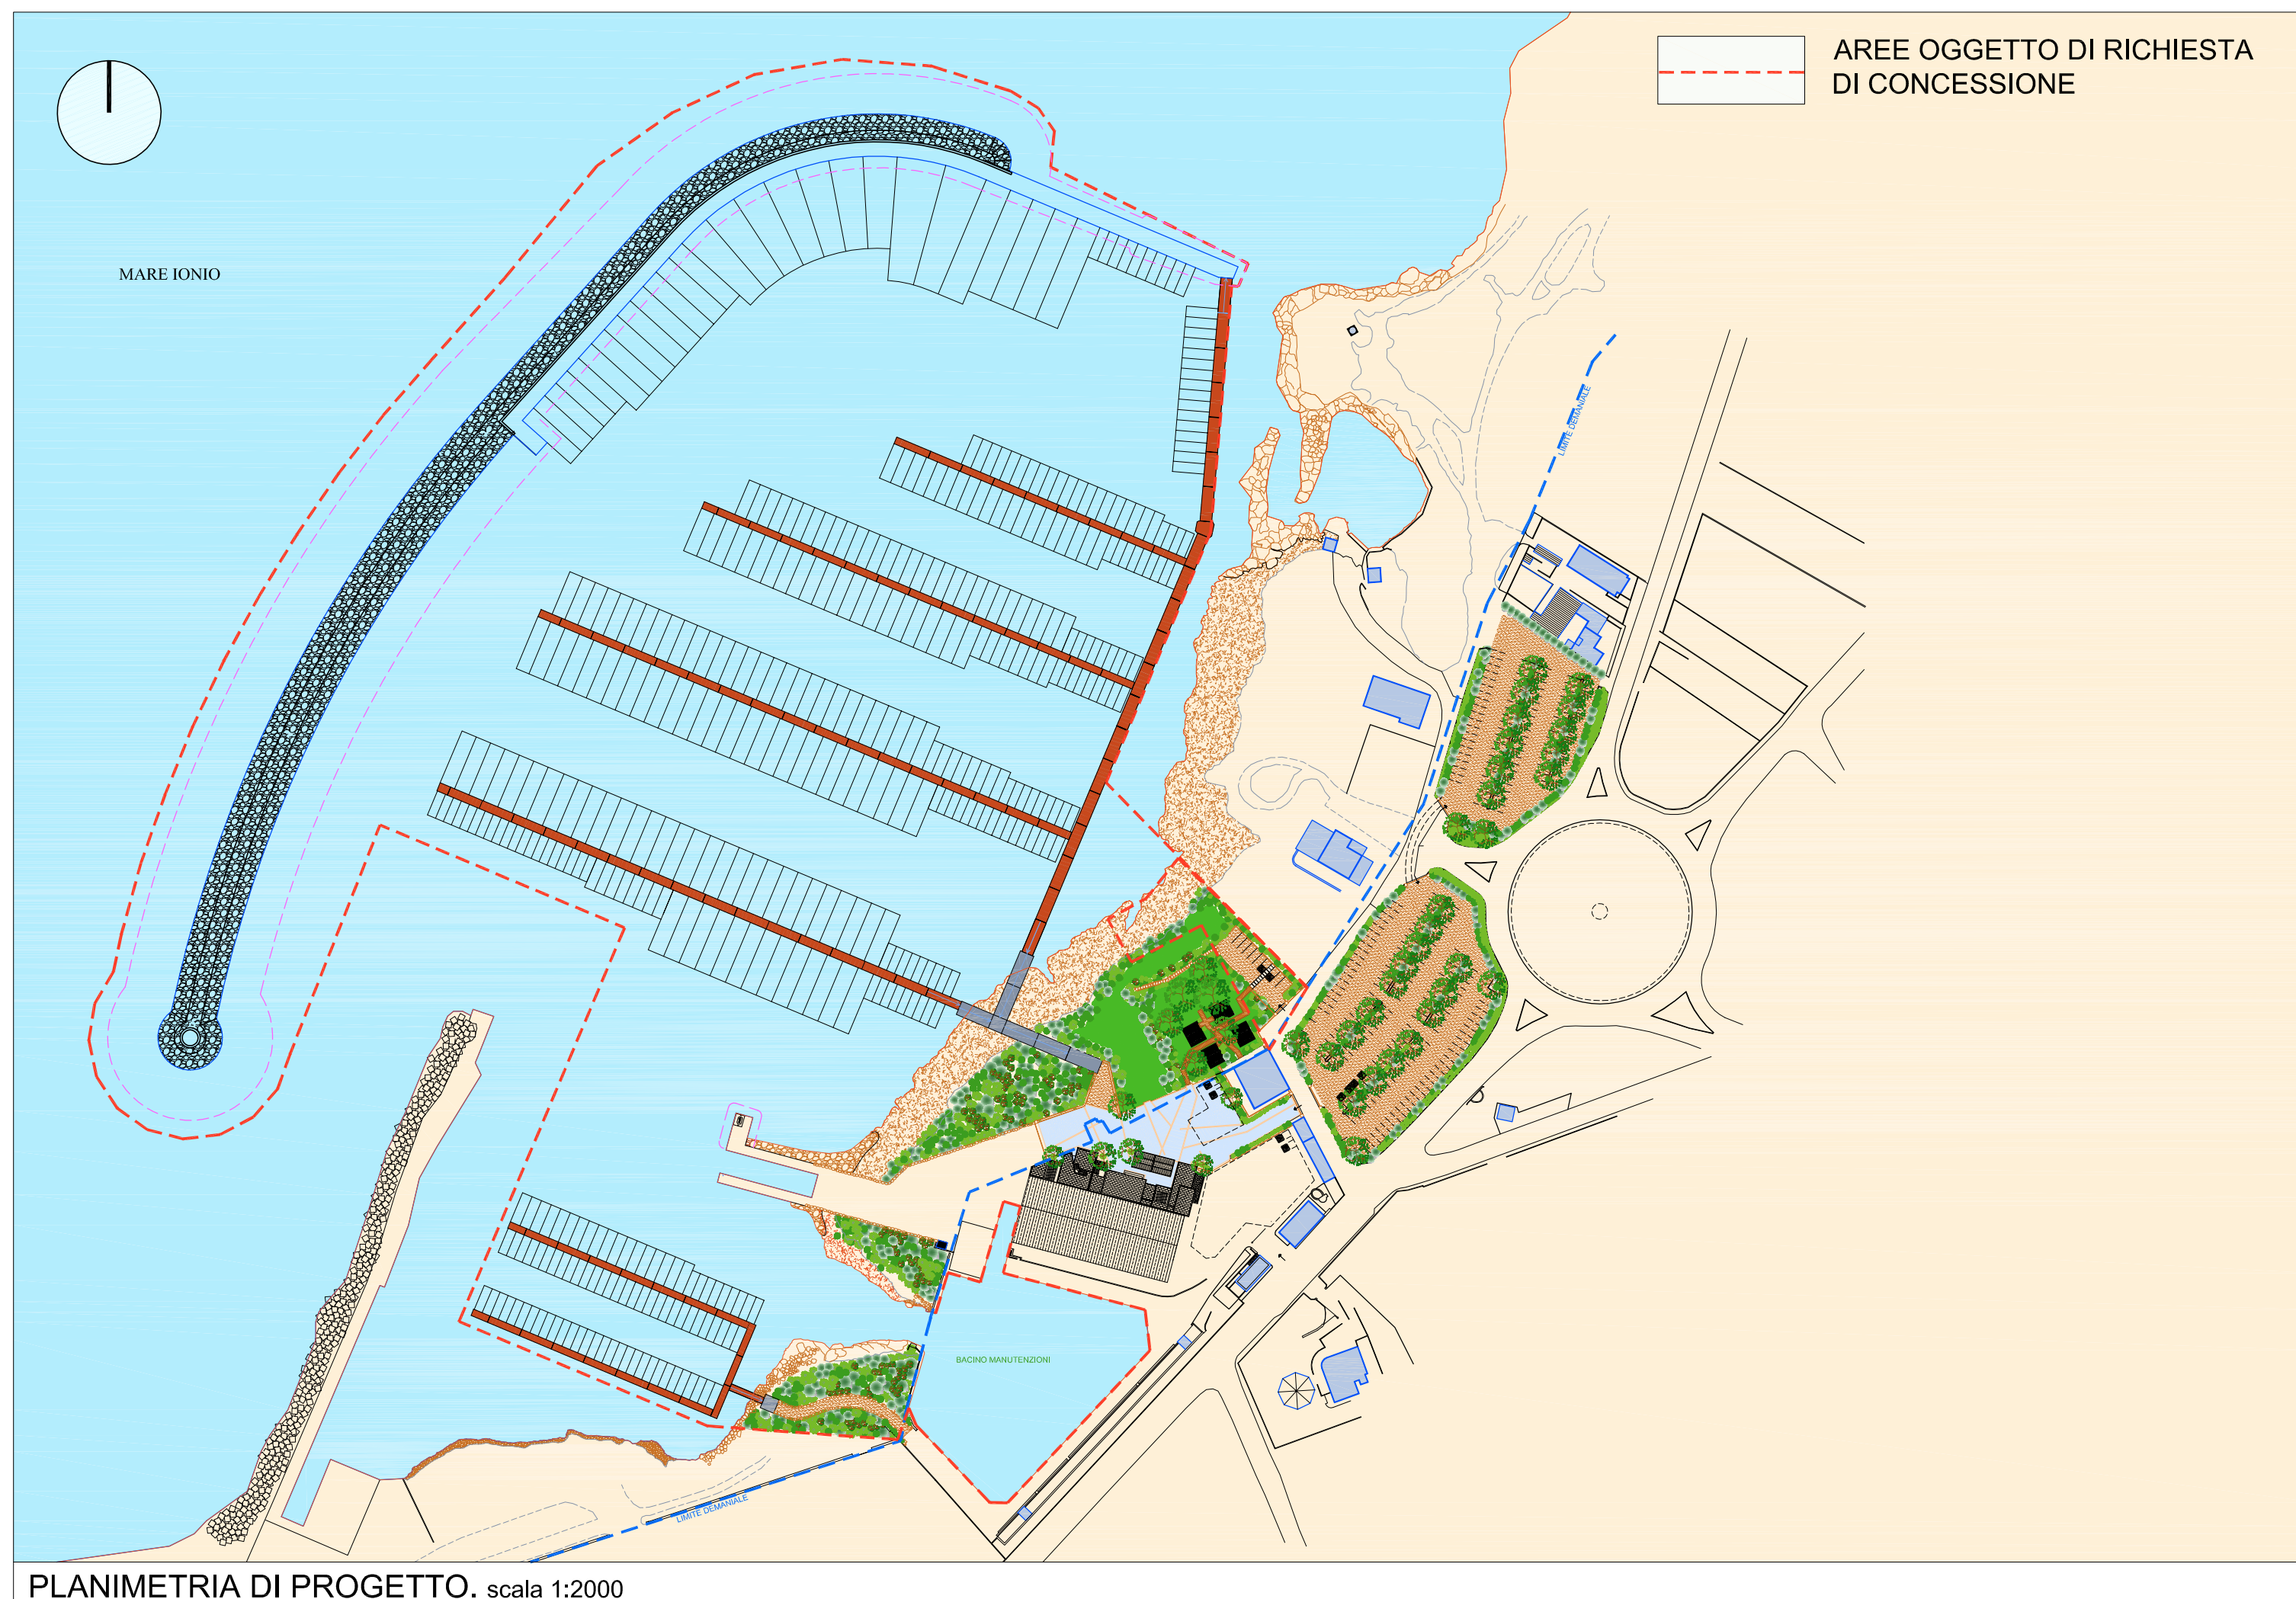 AREE OGGETTO DI RICHIESTA
DI CONCESSIONE
MARE IONIO
LIMITE DEMANIALE
BACINO MANUTENZIONI
LIMITE DEMANIALE
PLANIMETRIA DI PROGETTO. scala 1:2000